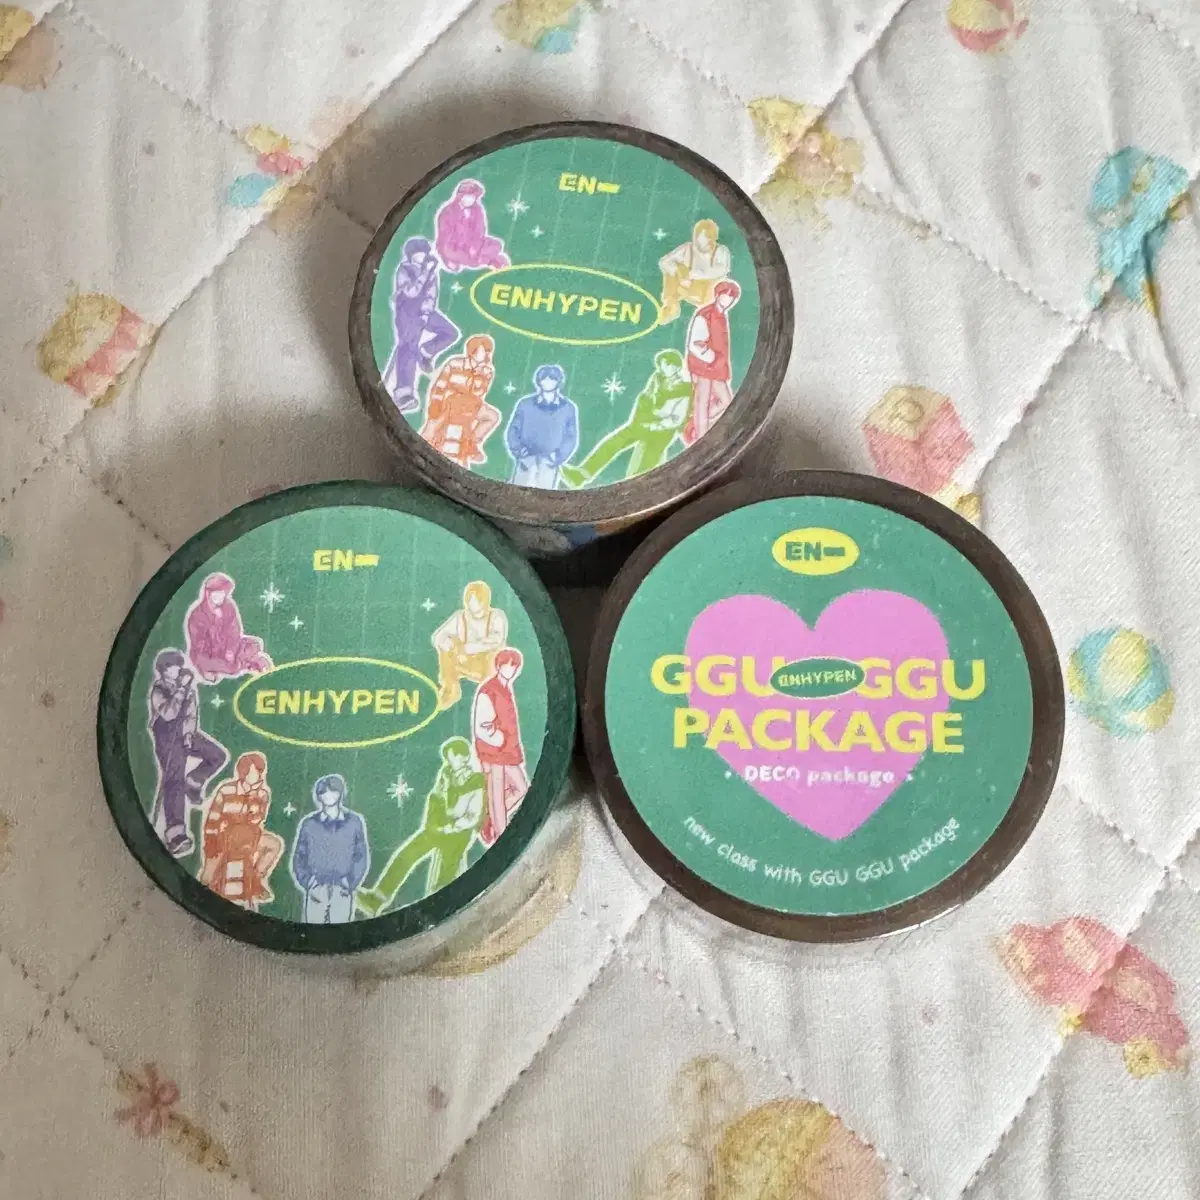 EN-
ENHYPEN
EN-
ENHYPEN
EN-
GGU ENHYPEN GGU
PACKAGE
• DECO package •
new class with GGU GGU package